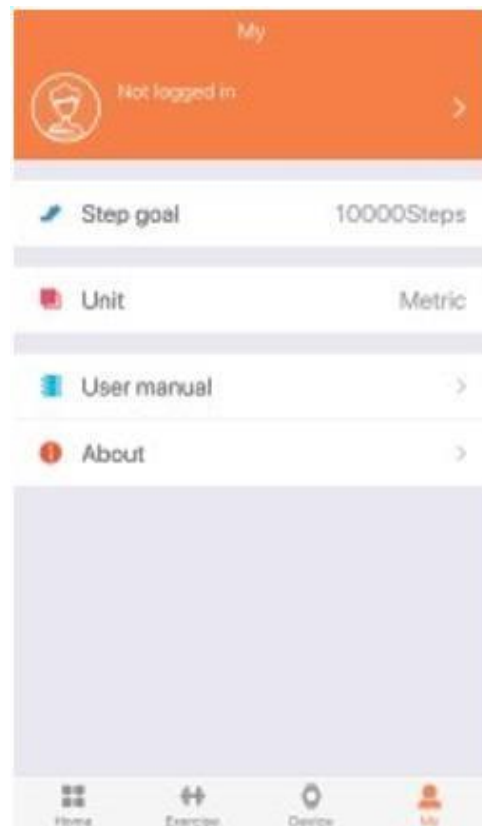 My
Not logged in
Step goal 10000Steps
Unit Metric
User manual
About
Home Exercise Device My